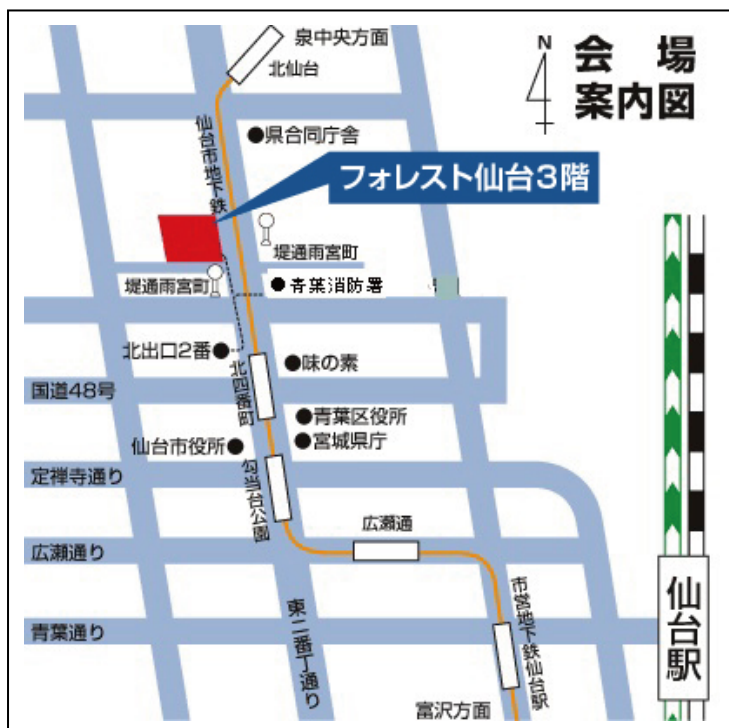 泉中央方面
北仙台
N
会場
案内図
仙台市地下鉄
県合同庁舎
フォレスト仙台3階
堤通雨宮町
堤通雨宮町
青葉消防署
北出口2番
味の素
国道48号
北四番町
青葉区役所
仙台市役所
宮城県庁
定禅寺通り
勾当台公園
広瀬通
広瀬通り
市営地下鉄仙台駅
仙台駅
青葉通り
東二番丁通り
富沢方面